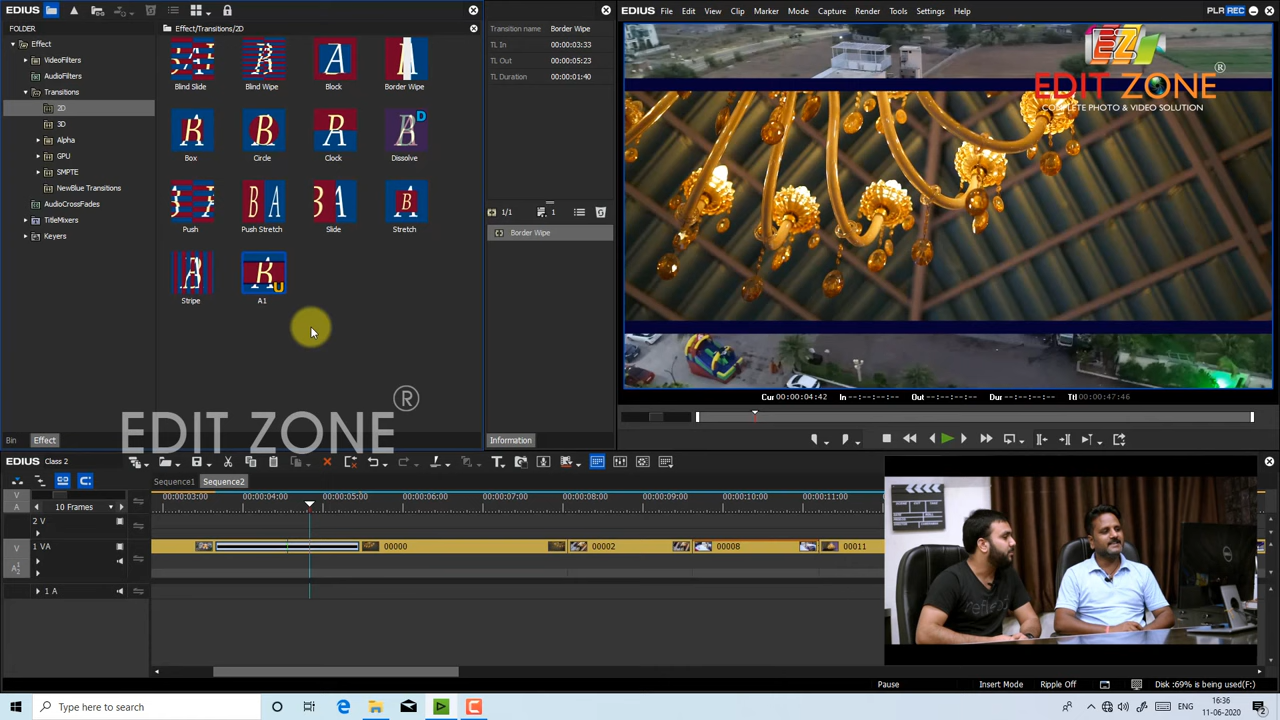 EDIUS
FOLDER
Effect/Transitions/2D
Effect
VideoFilters
AudioFilters
Transitions
2D
3D
Alpha
GPU
SMPTE
NewBlue Transitions
AudioCrossFades
TitleMixers
Keyers
Blind Slide
Blind Wipe
Block
Border Wipe
Box
Circle
Clock
Dissolve
Push
Push Stretch
Slide
Stretch
Stripe
A1
Bin
Effect
EDIT ZONE ®
Transition name Border Wipe
TL In 00:00:03:33
TL Out 00:00:05:23
TL Duration 00:00:01:40
1/1
1
Border Wipe
Information
EDIUS File Edit View Clip Marker Mode Capture Render Tools Settings Help
PLR REC
EZ
EDIT ZONE ®
COMPLETE PHOTO & VIDEO SOLUTION
Cur 00:00:04:42 In --:--:--:-- Out --:--:--:-- Dur --:--:--:-- Ttl 00:00:47:46
EDIUS Class 2
Sequence1 Sequence2
V
A
10 Frames
00:00:03:00 00:00:04:00 00:00:05:00 00:00:06:00 00:00:07:00 00:00:08:00 00:00:09:00 00:00:10:00 00:00:11:00
2 V
1 VA
V
A
1 A
00000
00002
00008
00011
DELL
Pause
Insert Mode
Ripple Off
Disk :69% is being used(F:)
Type here to search
ENG
16:36
11-06-2020
2